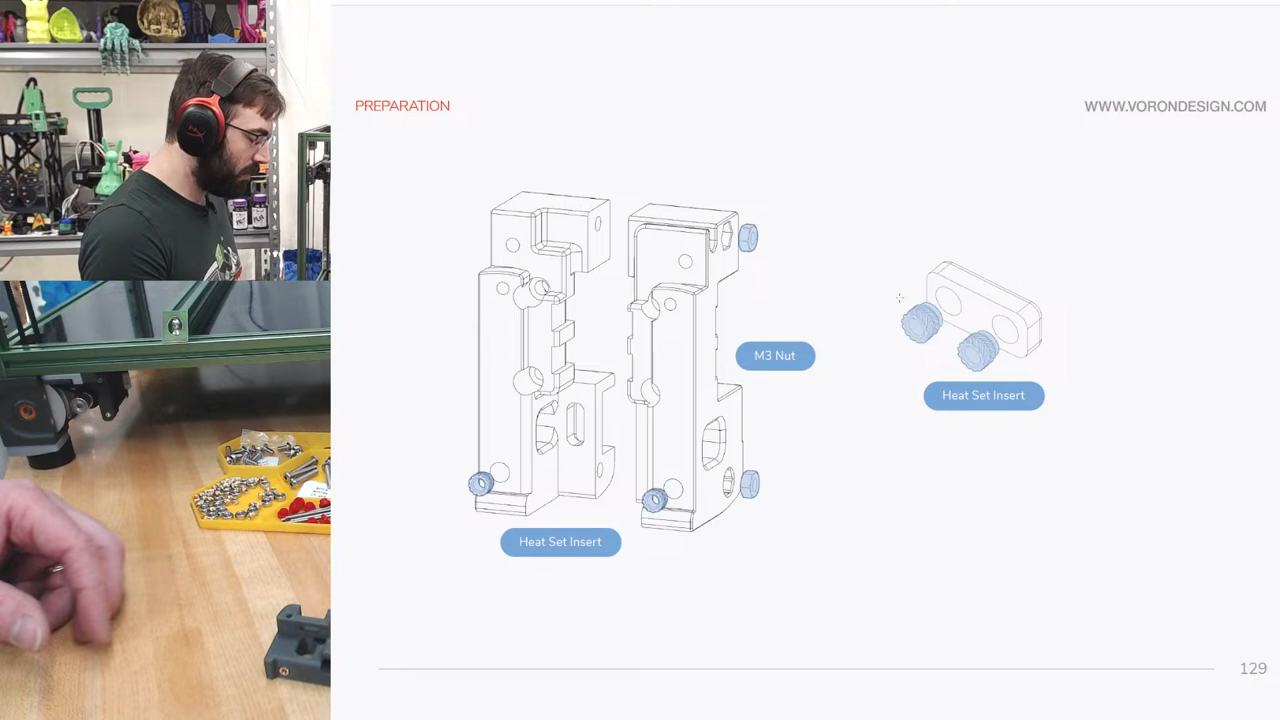 PREPARATION
WWW.VORONDESIGN.COM
M3 Nut
Heat Set Insert
Heat Set Insert
129